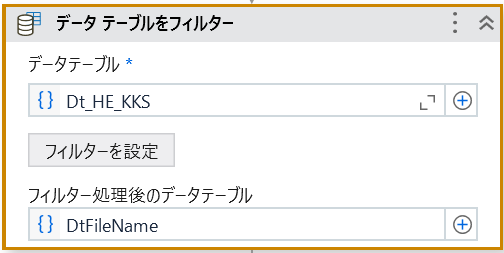 データ テーブルをフィルター
データテーブル *
Dt_HE_KKS
フィルターを設定
フィルター処理後のデータテーブル
DtFileName